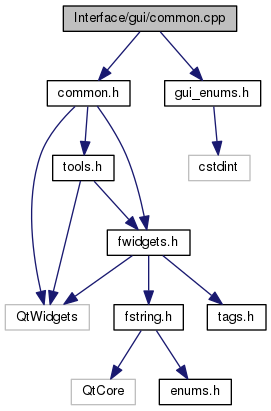 Interface/gui/common.cpp
common.h
gui_enums.h
tools.h
cstdint
fwidgets.h
QtWidgets
fstring.h
tags.h
QtCore
enums.h